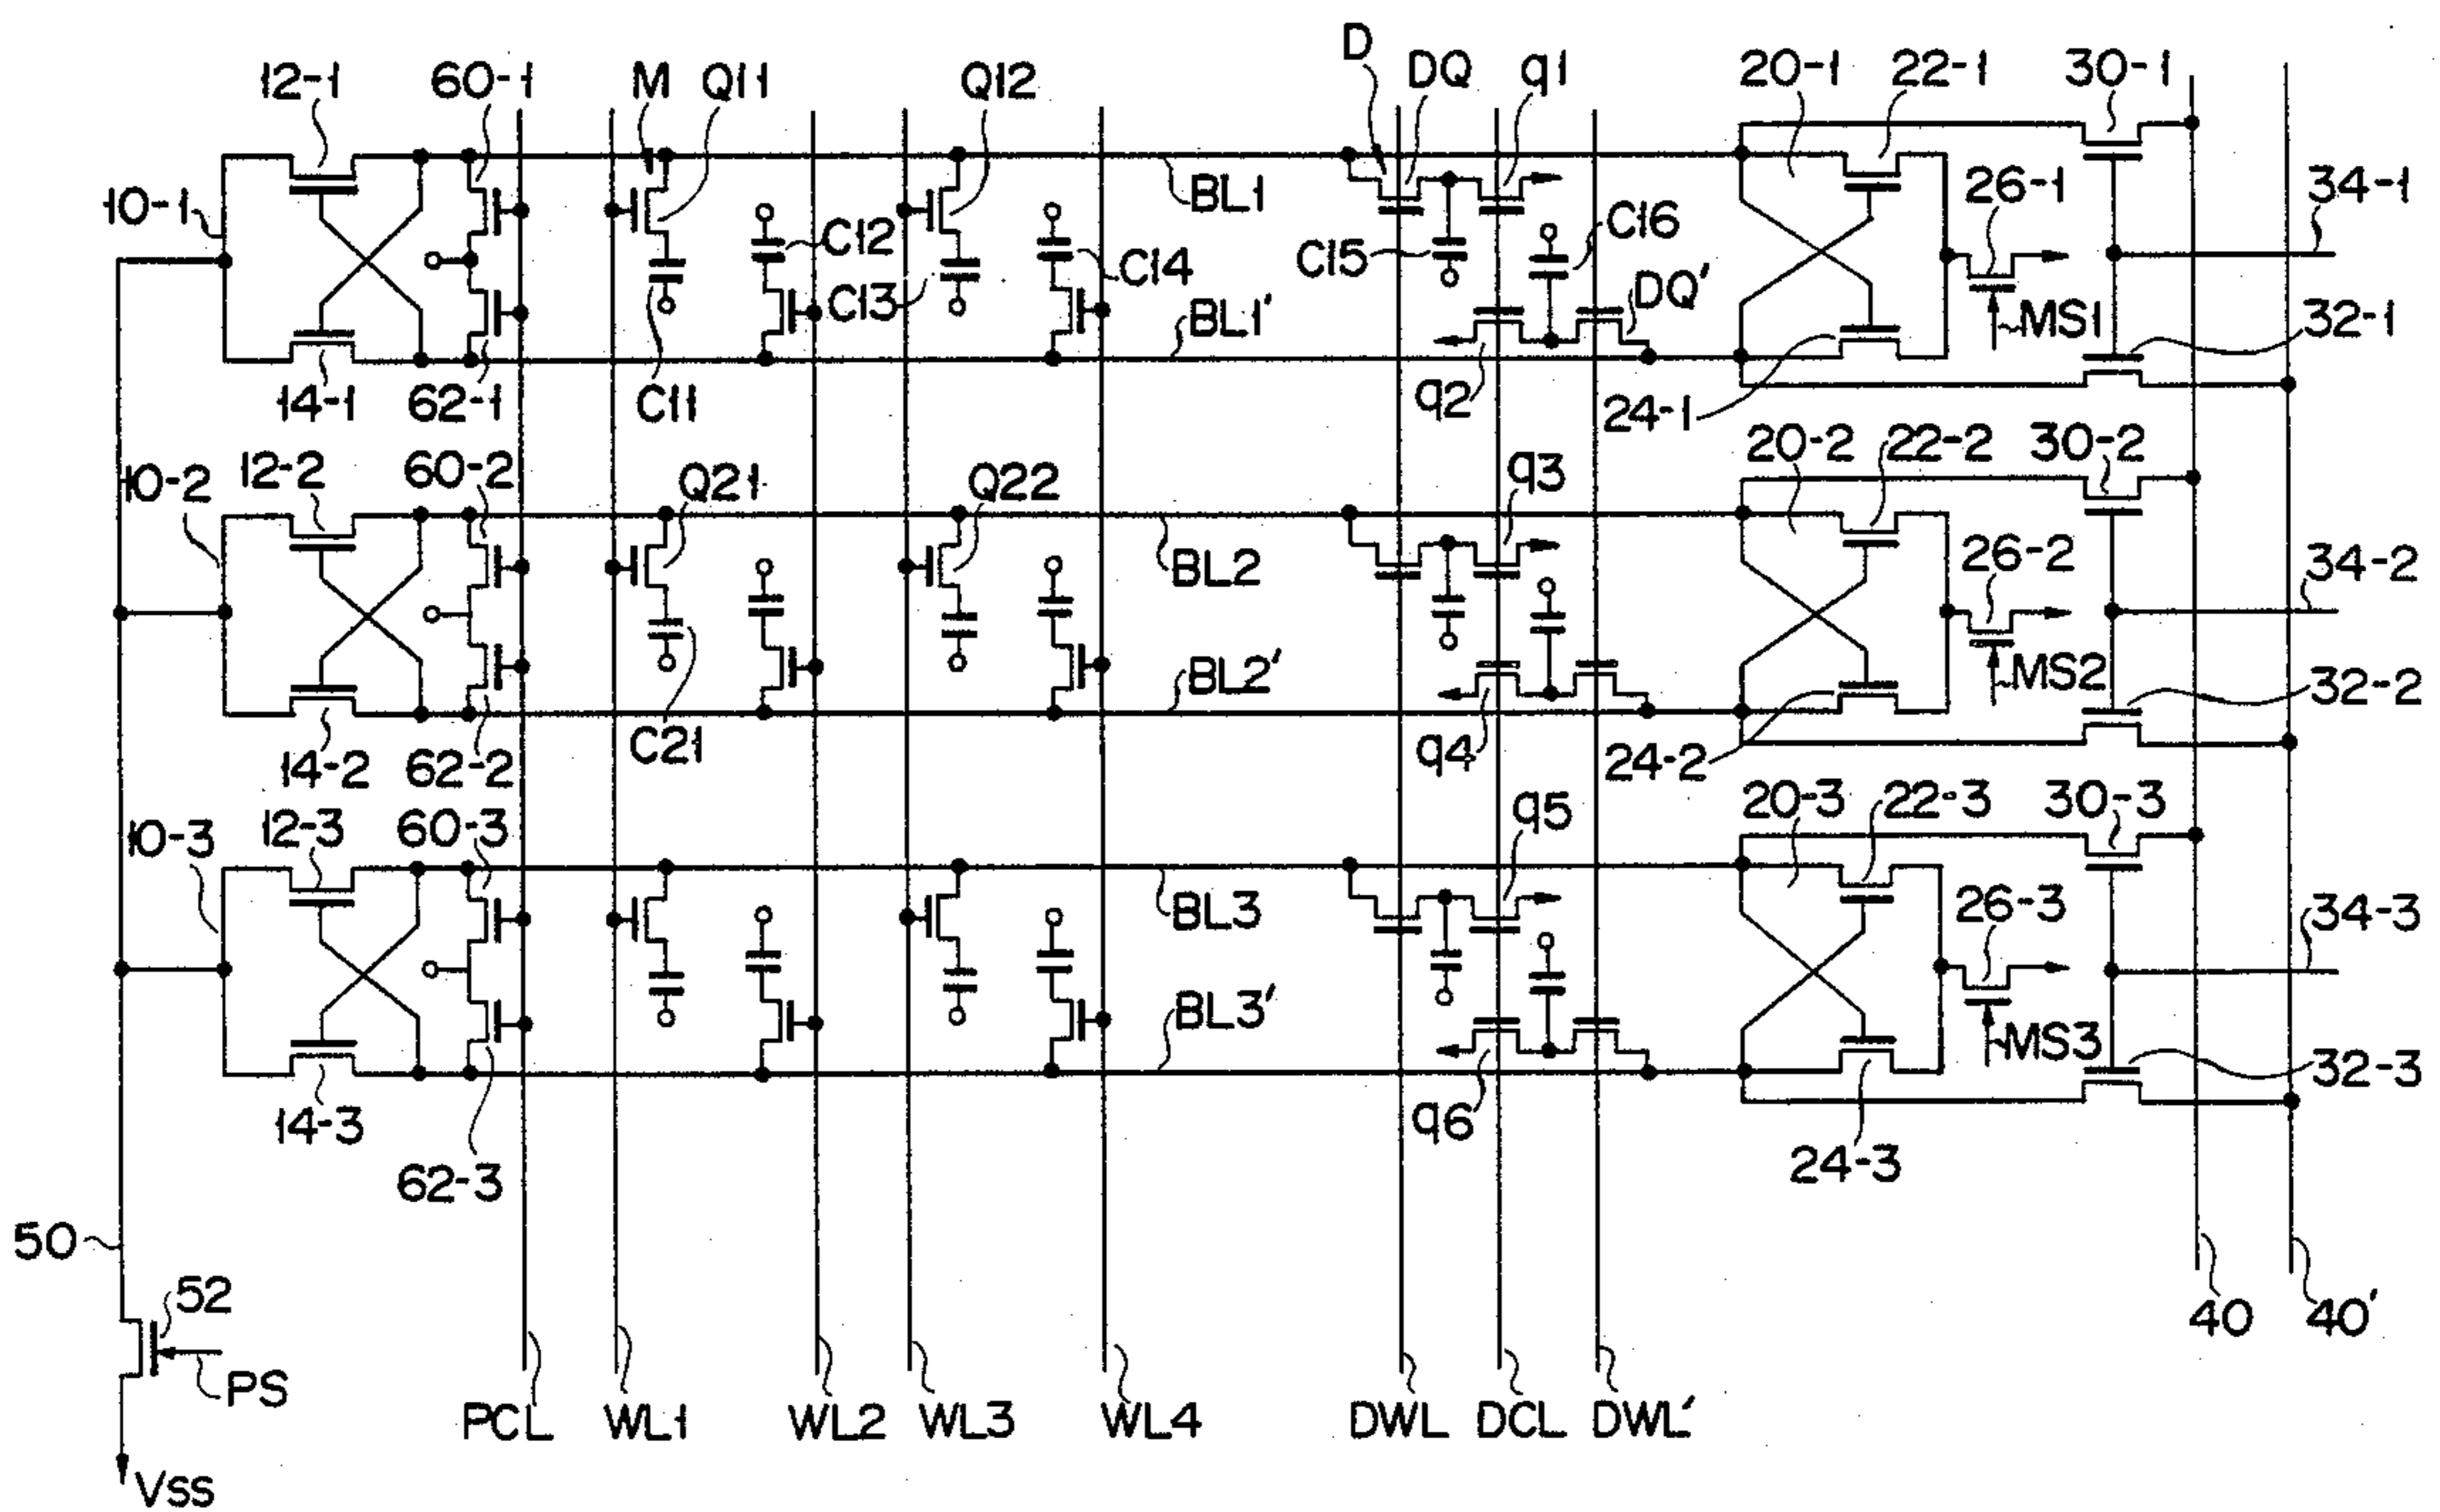 D
12-1 60-1 M Q11 Q12 DQ q1 20-1 22-1 30-1
10-1 BL1 26-1 34-1
C12 C13 C14 C15 C16
BL1' DQ' MS1 32-1
14-1 62-1 C11 q2 24-1
10-2 12-2 60-2 Q21 Q22 q3 20-2 22-2 30-2
BL2 26-2 34-2
BL2' MS2 32-2
14-2 62-2 C21 q4 24-2
10-3 12-3 60-3 q5 20-3 22-3 30-3
BL3 26-3 34-3
BL3' MS3 32-3
14-3 q6
62-3 24-3
50
52 40 40'
PS
PCL WL1 WL2 WL3 WL4 DWL DCL DWL'
VSS